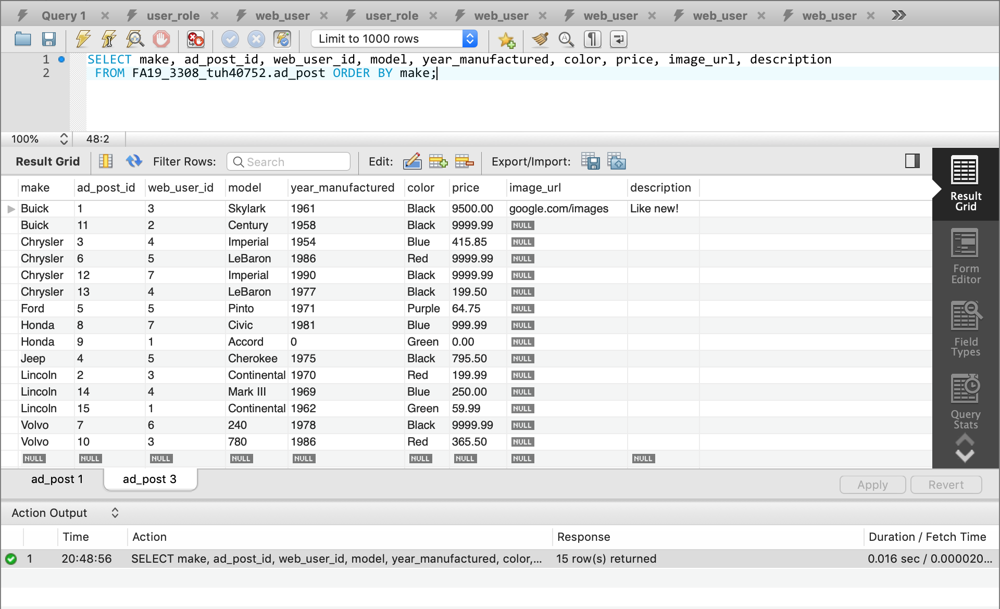 Query 1 user_role web_user user_role web_user web_user web_user web_user
Limit to 1000 rows
1 SELECT make, ad_post_id, web_user_id, model, year_manufactured, color, price, image_url, description
2 FROM FA19_3308_tuh40752.ad_post ORDER BY make;
100% 48:2
Result Grid Filter Rows: Search Edit: Export/Import:
make ad_post_id web_user_id model year_manufactured color price image_url description
Buick 1 3 Skylark 1961 Black 9500.00 google.com/images Like new!
Buick 11 2 Century 1958 Black 9999.99 NULL
Chrysler 3 4 Imperial 1954 Blue 415.85 NULL
Chrysler 6 5 LeBaron 1986 Red 9999.99 NULL
Chrysler 12 7 Imperial 1990 Black 9999.99 NULL
Chrysler 13 4 LeBaron 1977 Black 199.50 NULL
Ford 5 5 Pinto 1971 Purple 64.75 NULL
Honda 8 7 Civic 1981 Blue 999.99 NULL
Honda 9 1 Accord 0 Green 0.00 NULL
Jeep 4 5 Cherokee 1975 Black 795.50 NULL
Lincoln 2 3 Continental 1970 Red 199.99 NULL
Lincoln 14 4 Mark III 1969 Blue 250.00 NULL
Lincoln 15 1 Continental 1962 Green 59.99 NULL
Volvo 7 6 240 1978 Black 9999.99 NULL
Volvo 10 3 780 1986 Red 365.50 NULL
NULL NULL NULL NULL NULL NULL NULL NULL NULL
Result
Grid
Form
Editor
Field
Types
Query
Stats
ad_post 1 ad_post 3 Apply Revert
Action Output
Time Action Response Duration / Fetch Time
1 20:48:56 SELECT make, ad_post_id, web_user_id, model, year_manufactured, color,... 15 row(s) returned 0.016 sec / 0.000020...